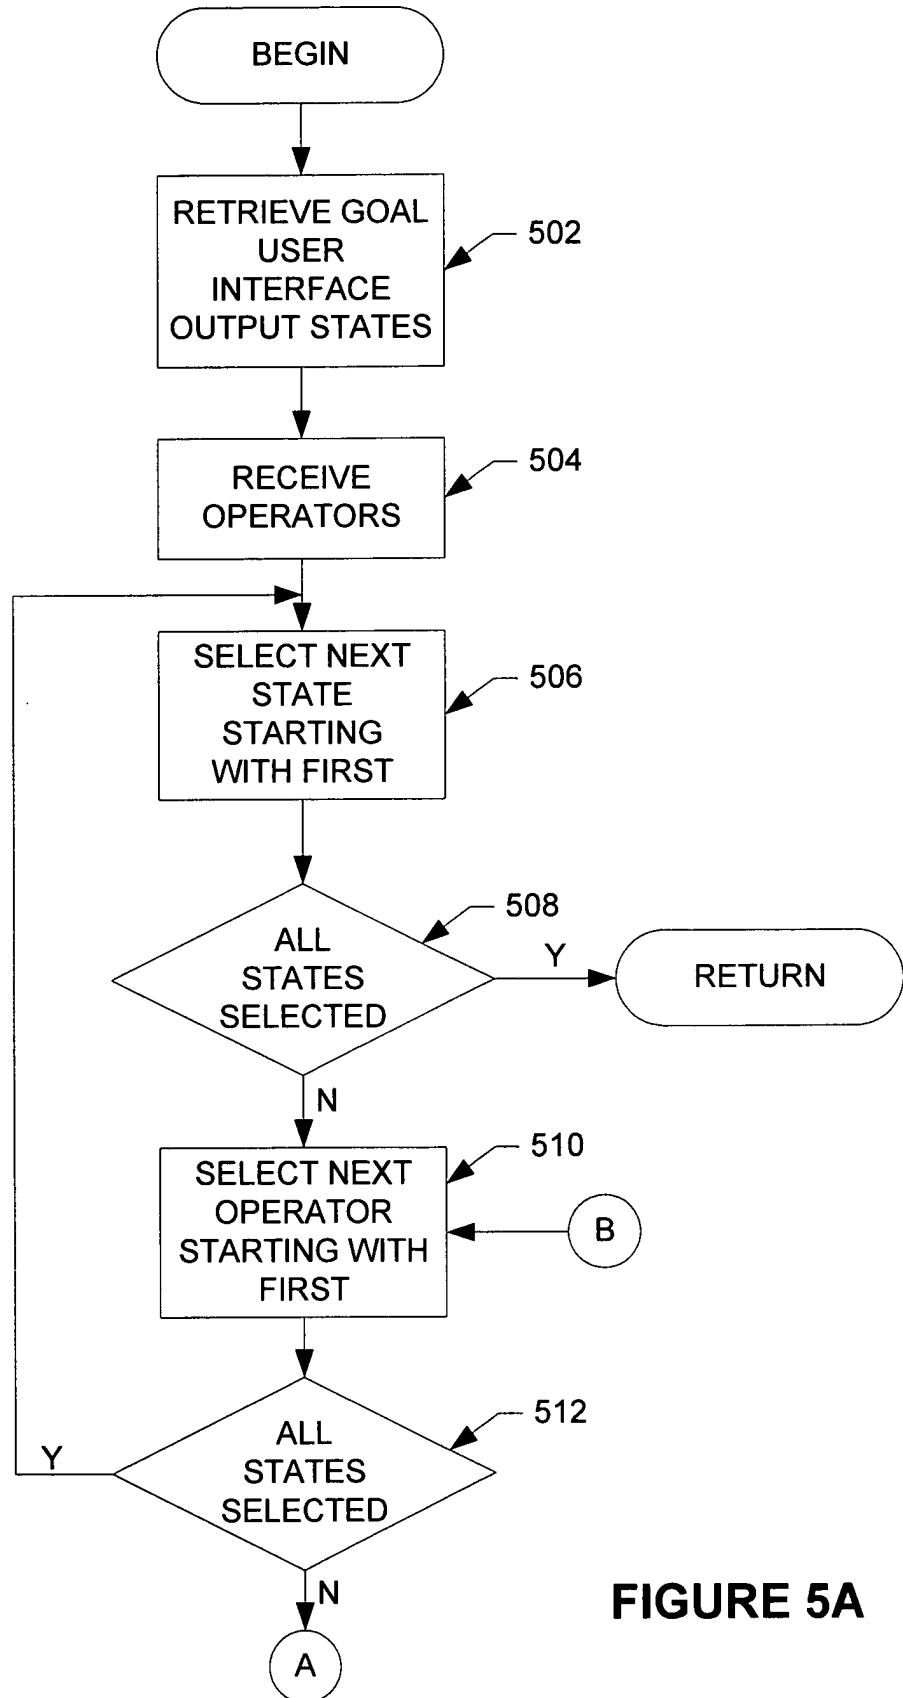 BEGIN
RETRIEVE GOAL
USER
INTERFACE
OUTPUT STATES
502
RECEIVE
OPERATORS
504
SELECT NEXT
STATE
STARTING
WITH FIRST
506
ALL
STATES
SELECTED
508
Y
RETURN
N
SELECT NEXT
OPERATOR
STARTING WITH
FIRST
510
B
ALL
STATES
SELECTED
512
Y
N
A
FIGURE 5A